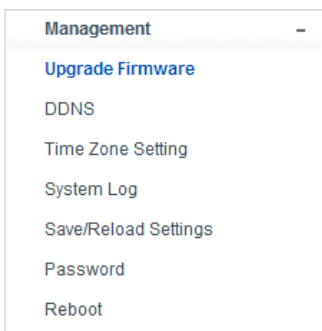 Management -
Upgrade Firmware
DDNS
Time Zone Setting
System Log
Save/Reload Settings
Password
Reboot